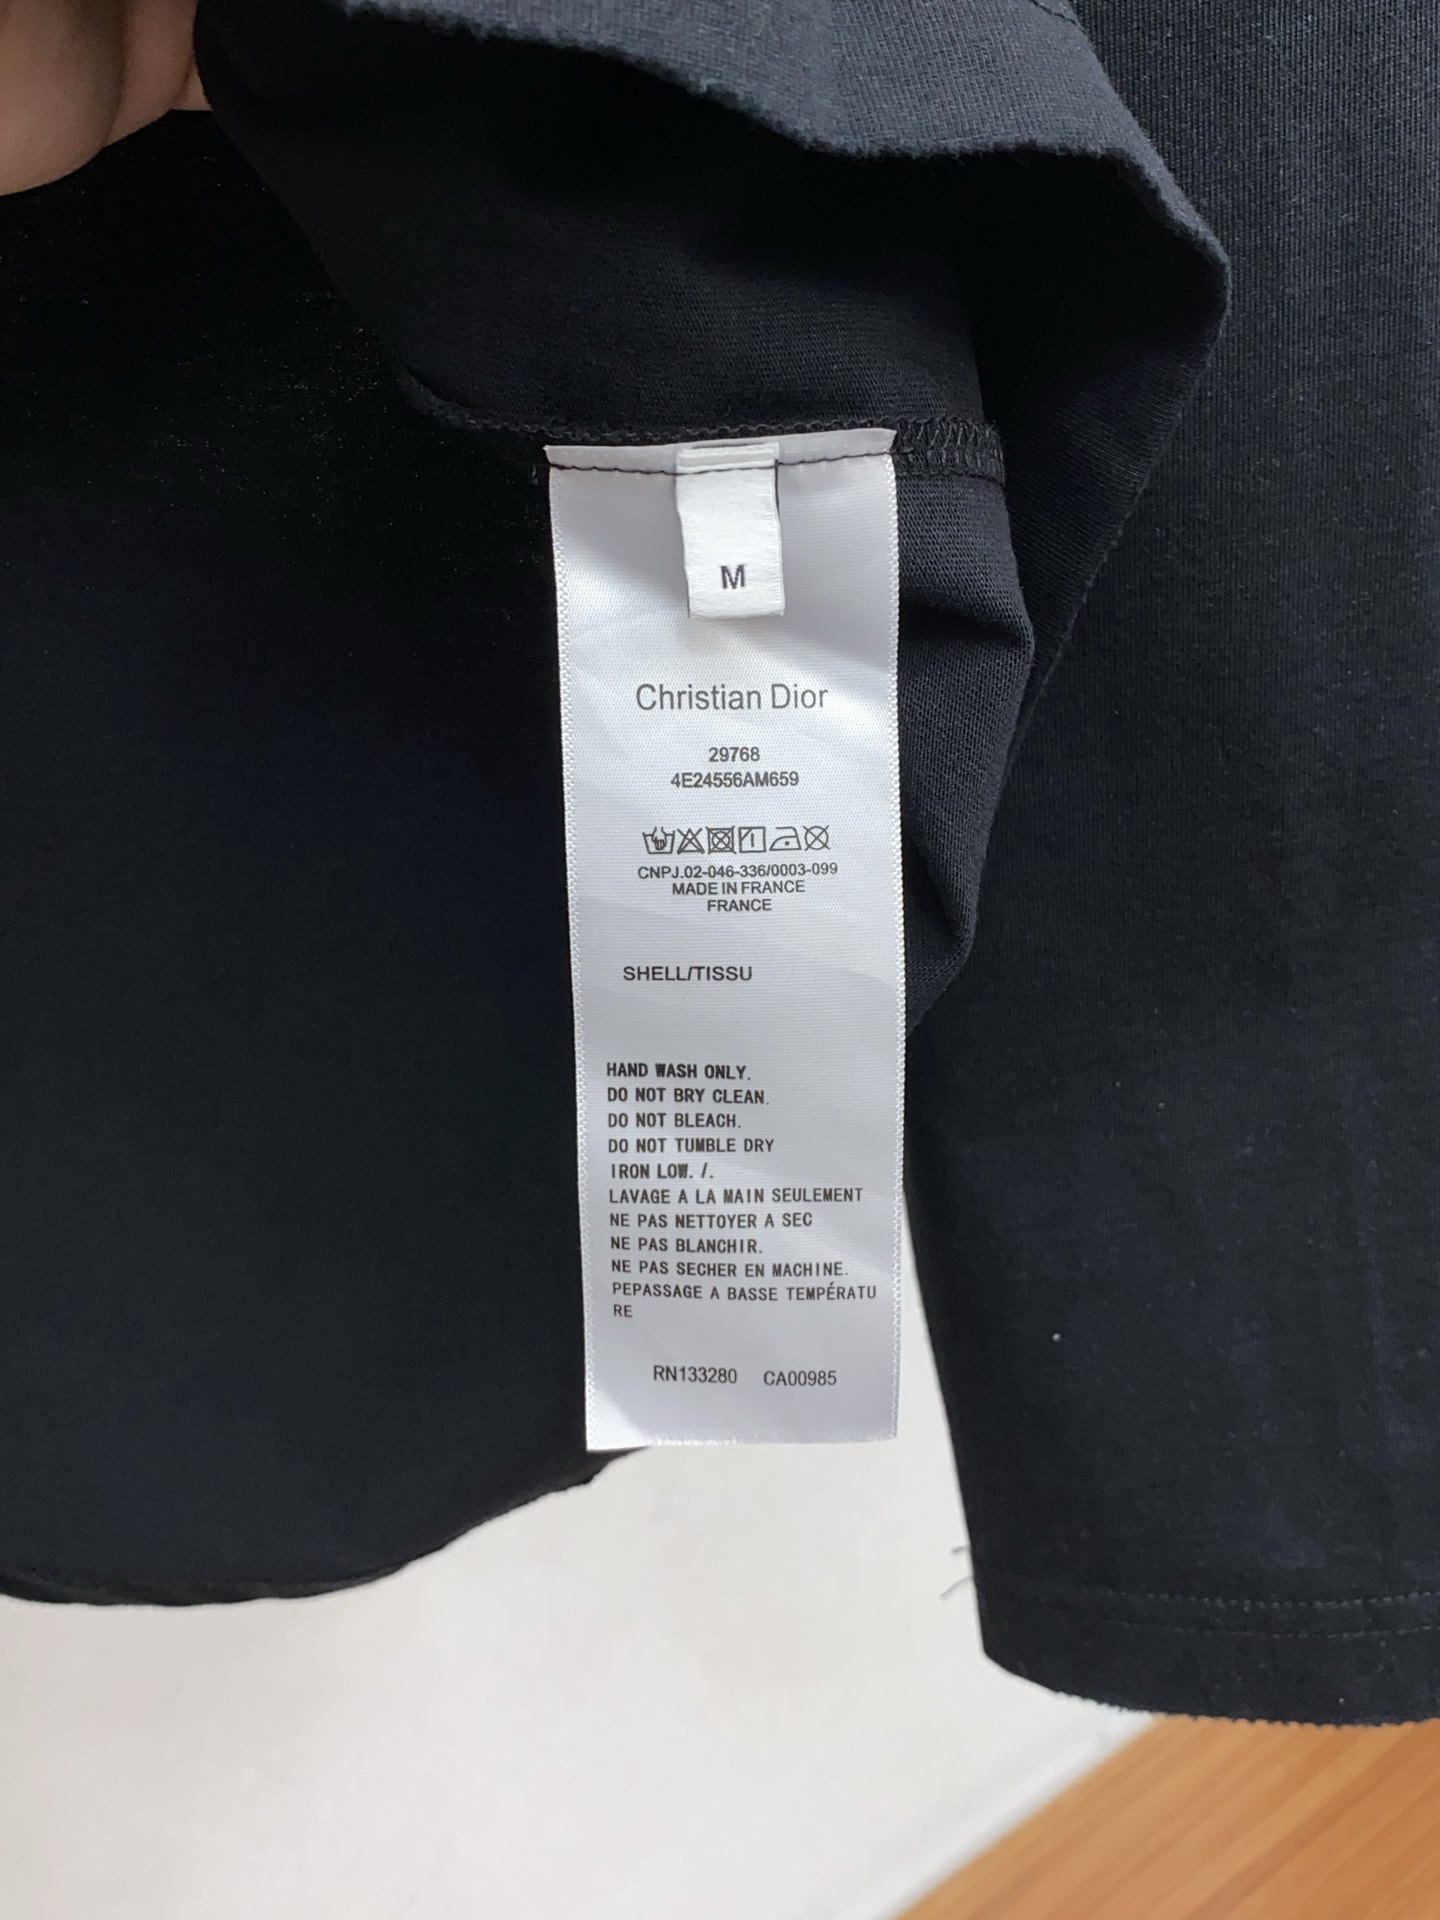 M
Christian Dior
29768
4E24556AM659
CNPJ.02-046-336/0003-099
MADE IN FRANCE
FRANCE
SHELL/TISSU
HAND WASH ONLY.
DO NOT BRY CLEAN.
DO NOT BLEACH.
DO NOT TUMBLE DRY
IRON LOW. /.
LAVAGE A LA MAIN SEULEMENT
NE PAS NETTOYER A SEC
NE PAS BLANCHIR.
NE PAS SECHER EN MACHINE.
PEPASSAGE A BASSE TEMPÉRATU
RE
RN133280 CA00985